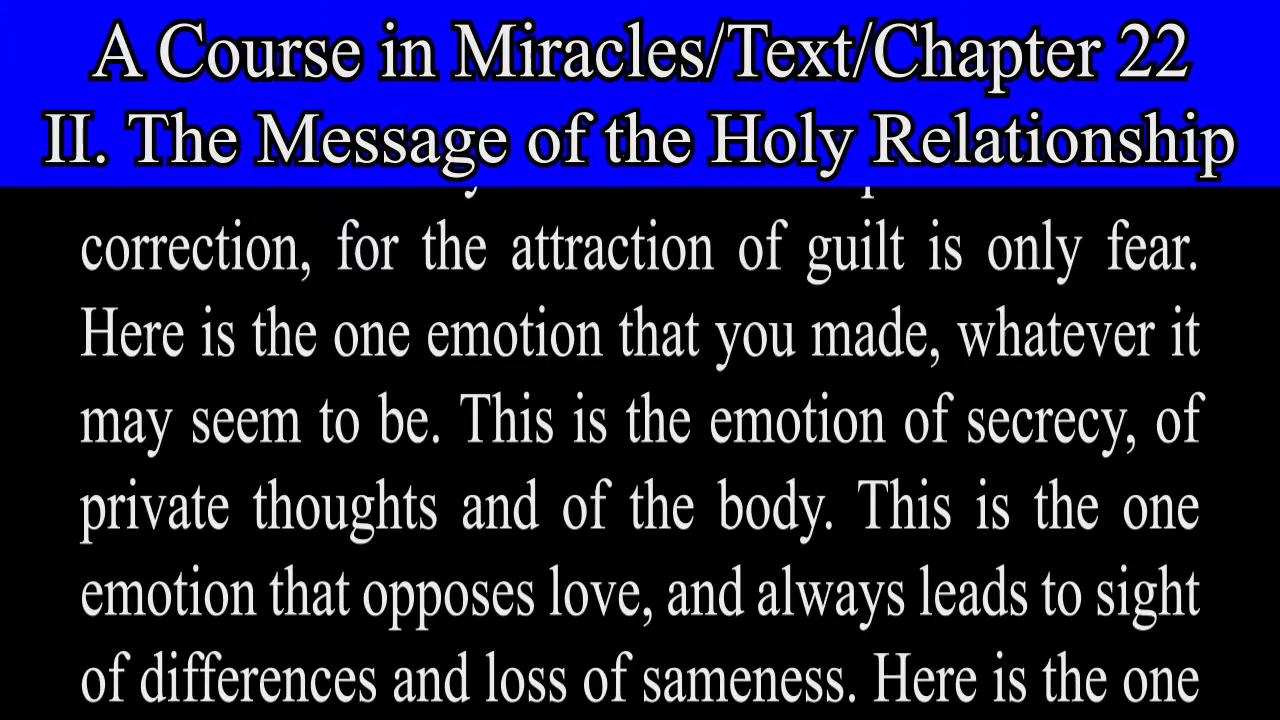 A Course in Miracles/Text/Chapter 22
II. The Message of the Holy Relationship
correction, for the attraction of guilt is only fear.
Here is the one emotion that you made, whatever it
may seem to be. This is the emotion of secrecy, of
private thoughts and of the body. This is the one
emotion that opposes love, and always leads to sight
of differences and loss of sameness. Here is the one